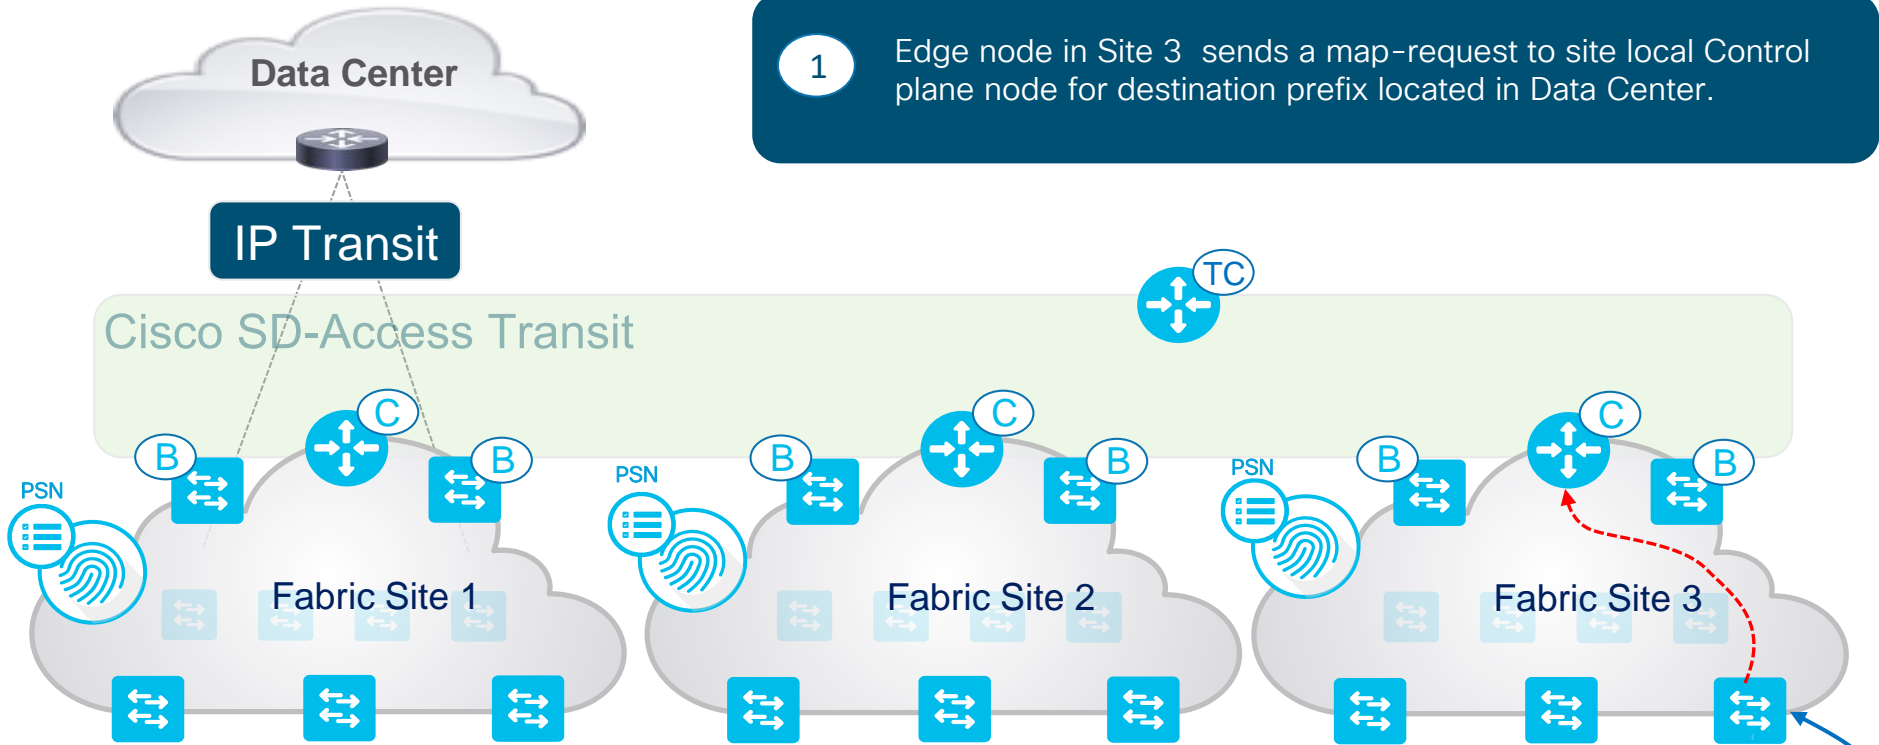 Data Center
1
Edge node in Site 3 sends a map-request to site local Control
plane node for destination prefix located in Data Center.
IP Transit
TC
Cisco SD-Access Transit
C
C
C
B
B
B
B
B
B
PSN
PSN
PSN
Fabric Site 1
Fabric Site 2
Fabric Site 3